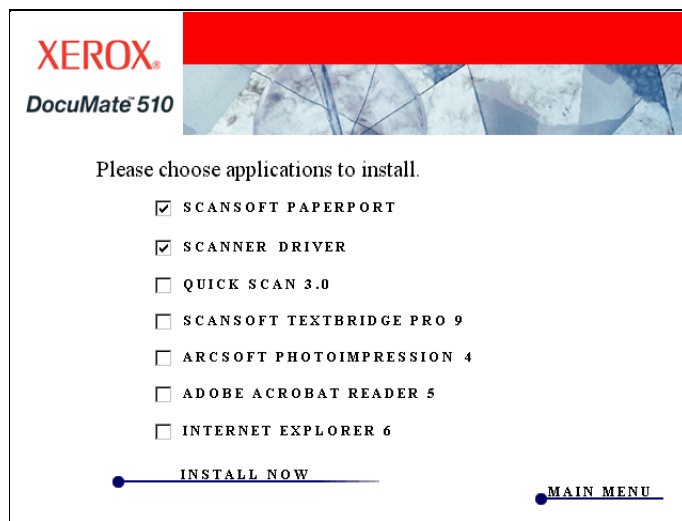 XEROX®
DocuMate™ 510
Please choose applications to install.
SCANSOFT PAPERPORT
SCANNER DRIVER
QUICK SCAN 3.0
SCANSOFT TEXTBRIDGE PRO 9
ARCSOFT PHOTOIMPRESSION 4
ADOBE ACROBAT READER 5
INTERNET EXPLORER 6
INSTALL NOW
MAIN MENU